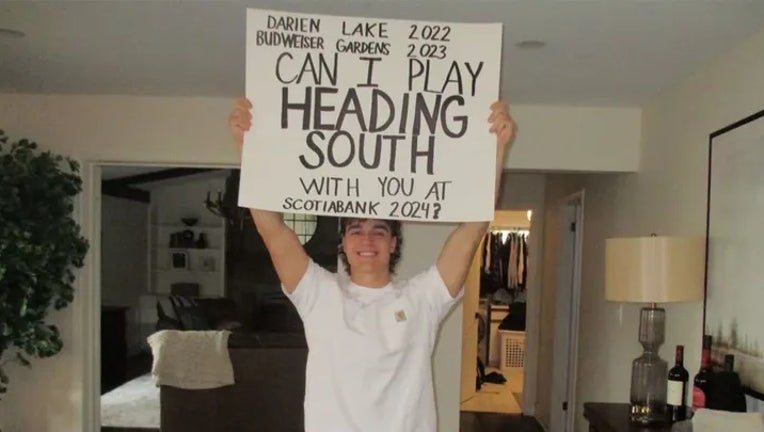 DARIEN LAKE 2022
BUDWEISER GARDENS 2023
CAN I PLAY
HEADING
SOUTH
WITH YOU AT
SCOTIABANK 2024?